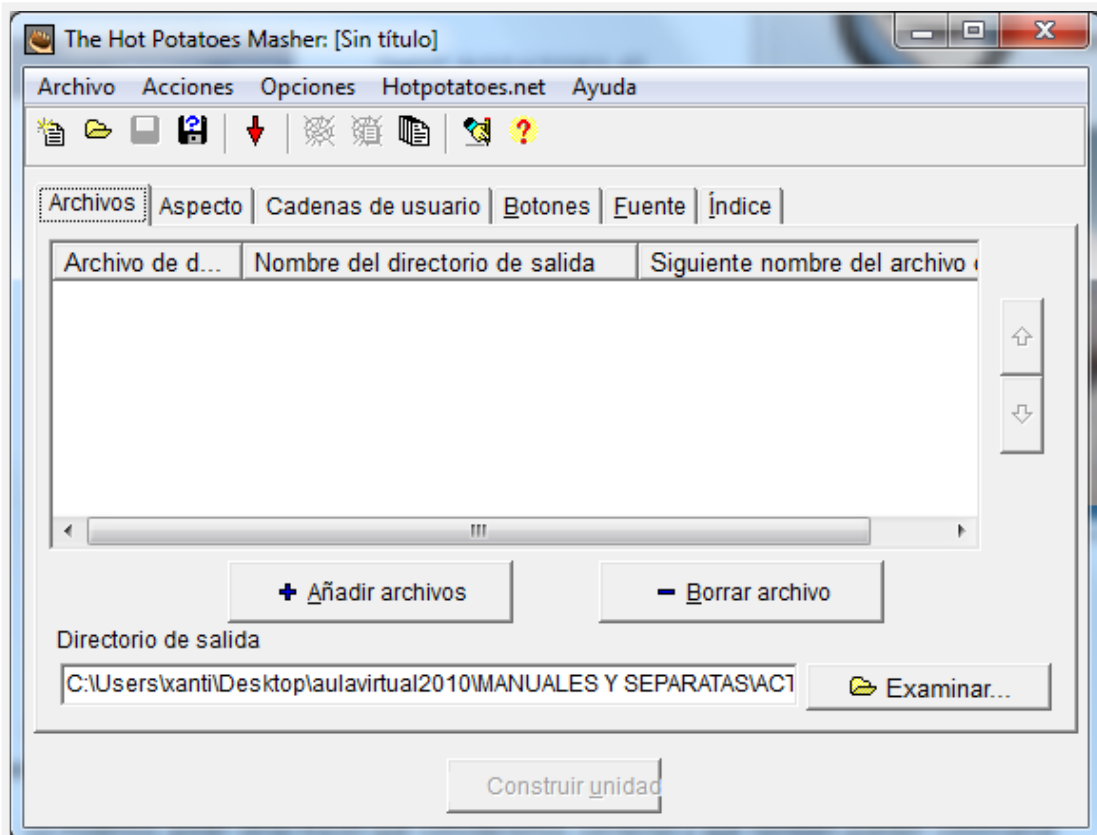 The Hot Potatoes Masher: [Sin título]
Archivo Acciones Opciones Hotpotatoes.net Ayuda
Archivos Aspecto Cadenas de usuario Botones Fuente Índice
Archivo de d... Nombre del directorio de salida Siguiente nombre del archivo
+ Añadir archivos - Borrar archivo
Directorio de salida
C:\Users\xanti\Desktop\aulavirtual2010\MANUALES Y SEPARATAS\ACT Examinar...
Construir unidad